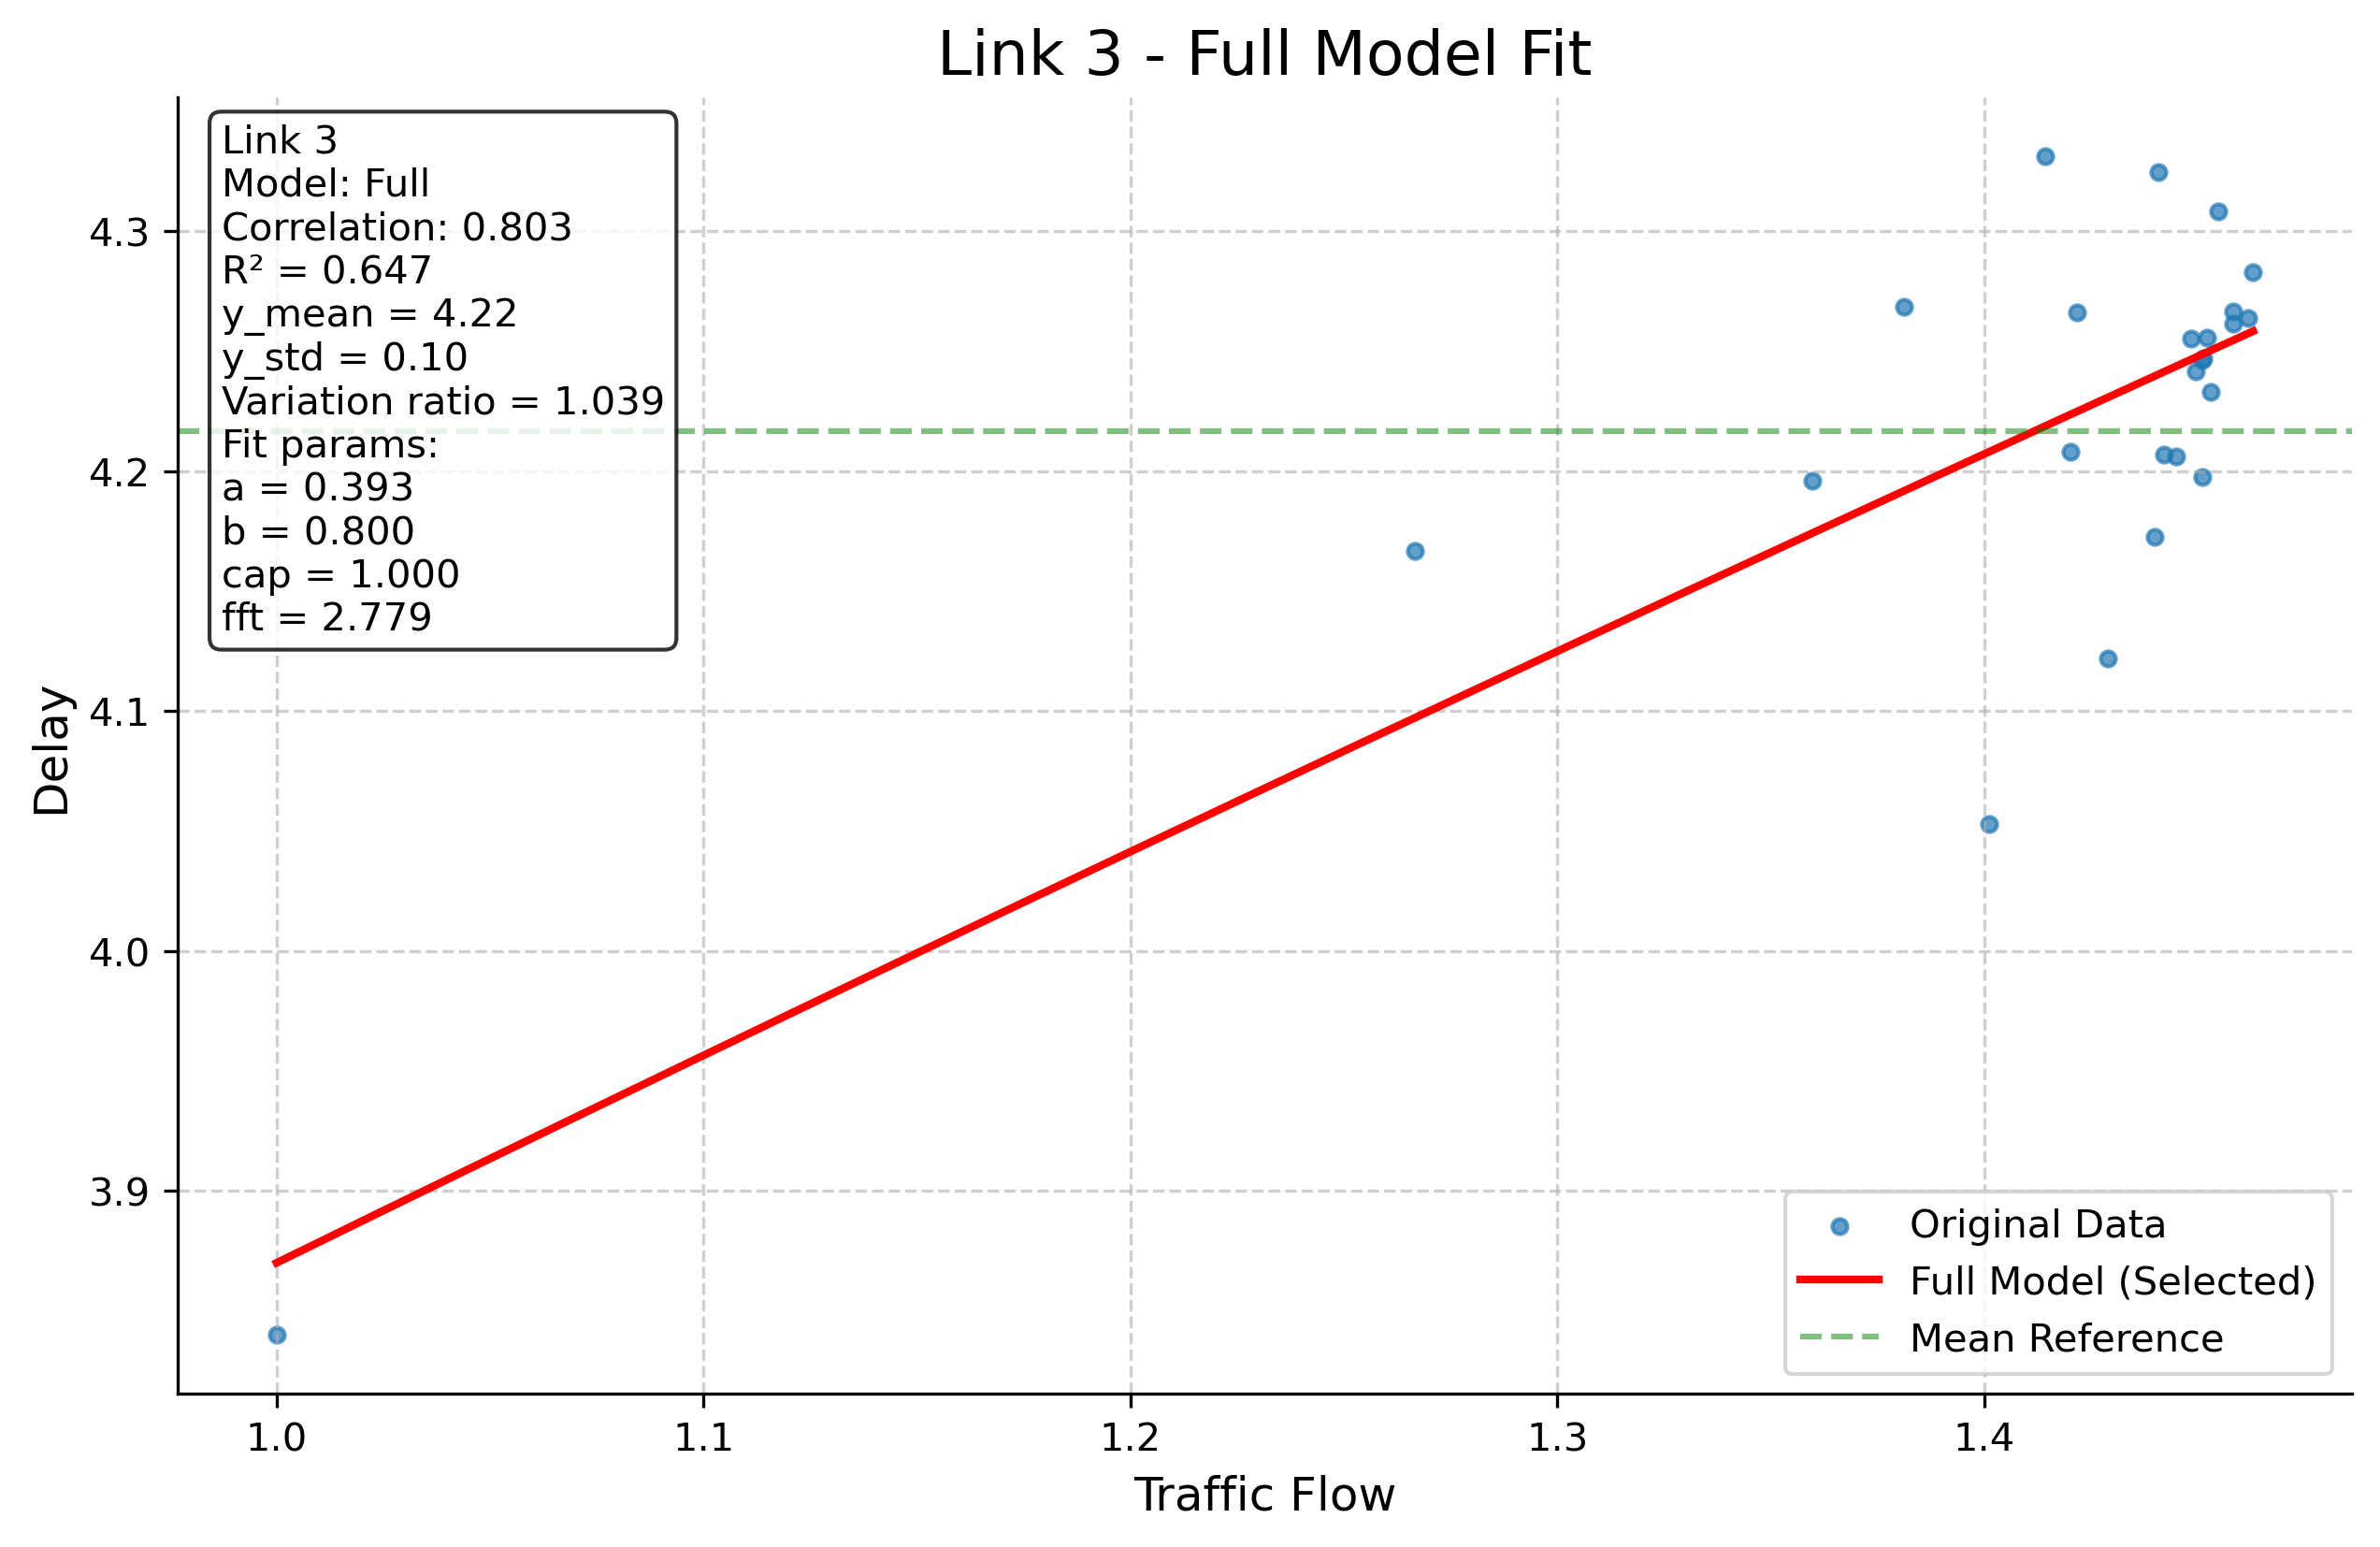 Link 3 - Full Model Fit
Link 3
Model: Full
Correlation: 0.803
R² = 0.647
y_mean = 4.22
y_std = 0.10
Variation ratio = 1.039
Fit params:
a = 0.393
b = 0.800
cap = 1.000
fft = 2.779
4.3
4.2
4.1
4.0
3.9
Delay
Original Data
Full Model (Selected)
Mean Reference
1.0 1.1 1.2 1.3 1.4
Traffic Flow